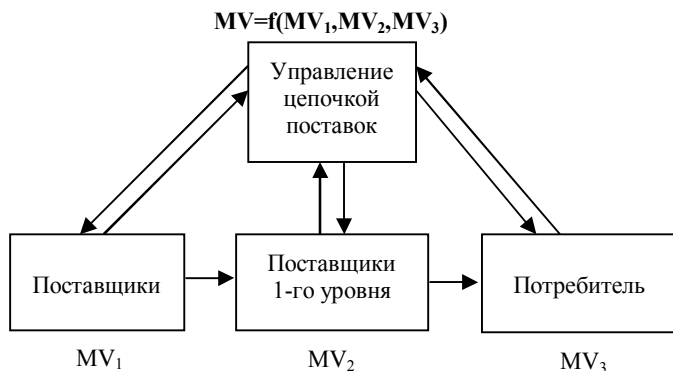 MV=f(MV₁,MV₂,MV₃)
Управление
цепочкой
поставок
Поставщики
Поставщики
1-го уровня
Потребитель
MV₁
MV₂
MV₃